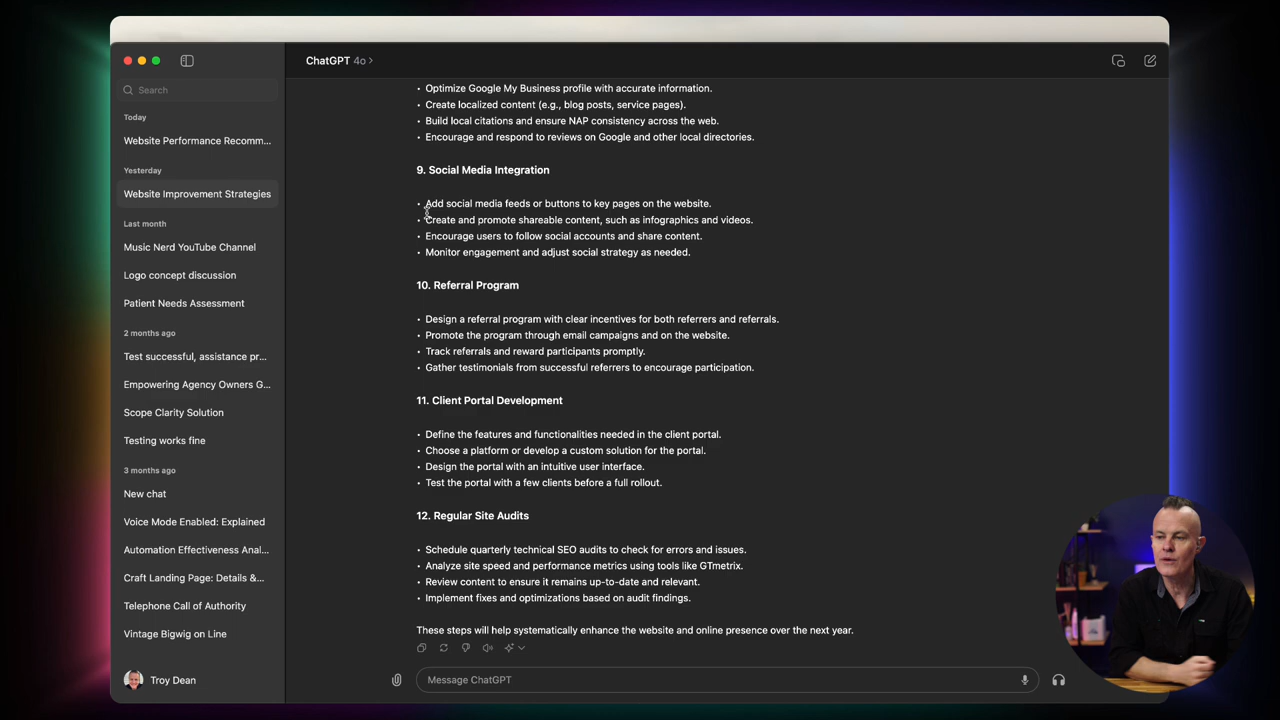 ChatGPT 4o >
Search
Today
Website Performance Recomm...
Yesterday
Website Improvement Strategies
Last month
Music Nerd YouTube Channel
Logo concept discussion
Patient Needs Assessment
2 months ago
Test successful, assistance pr...
Empowering Agency Owners G...
Scope Clarity Solution
Testing works fine
3 months ago
New chat
Voice Mode Enabled: Explained
Automation Effectiveness Anal...
Craft Landing Page: Details &...
Telephone Call of Authority
Vintage Bigwig on Line
Troy Dean
• Optimize Google My Business profile with accurate information.
• Create localized content (e.g., blog posts, service pages).
• Build local citations and ensure NAP consistency across the web.
• Encourage and respond to reviews on Google and other local directories.
9. Social Media Integration
• Add social media feeds or buttons to key pages on the website.
• Create and promote shareable content, such as infographics and videos.
• Encourage users to follow social accounts and share content.
• Monitor engagement and adjust social strategy as needed.
10. Referral Program
• Design a referral program with clear incentives for both referrers and referrals.
• Promote the program through email campaigns and on the website.
• Track referrals and reward participants promptly.
• Gather testimonials from successful referrers to encourage participation.
11. Client Portal Development
• Define the features and functionalities needed in the client portal.
• Choose a platform or develop a custom solution for the portal.
• Design the portal with an intuitive user interface.
• Test the portal with a few clients before a full rollout.
12. Regular Site Audits
• Schedule quarterly technical SEO audits to check for errors and issues.
• Analyze site speed and performance metrics using tools like GTmetrix.
• Review content to ensure it remains up-to-date and relevant.
• Implement fixes and optimizations based on audit findings.
These steps will help systematically enhance the website and online presence over the next year.
Message ChatGPT